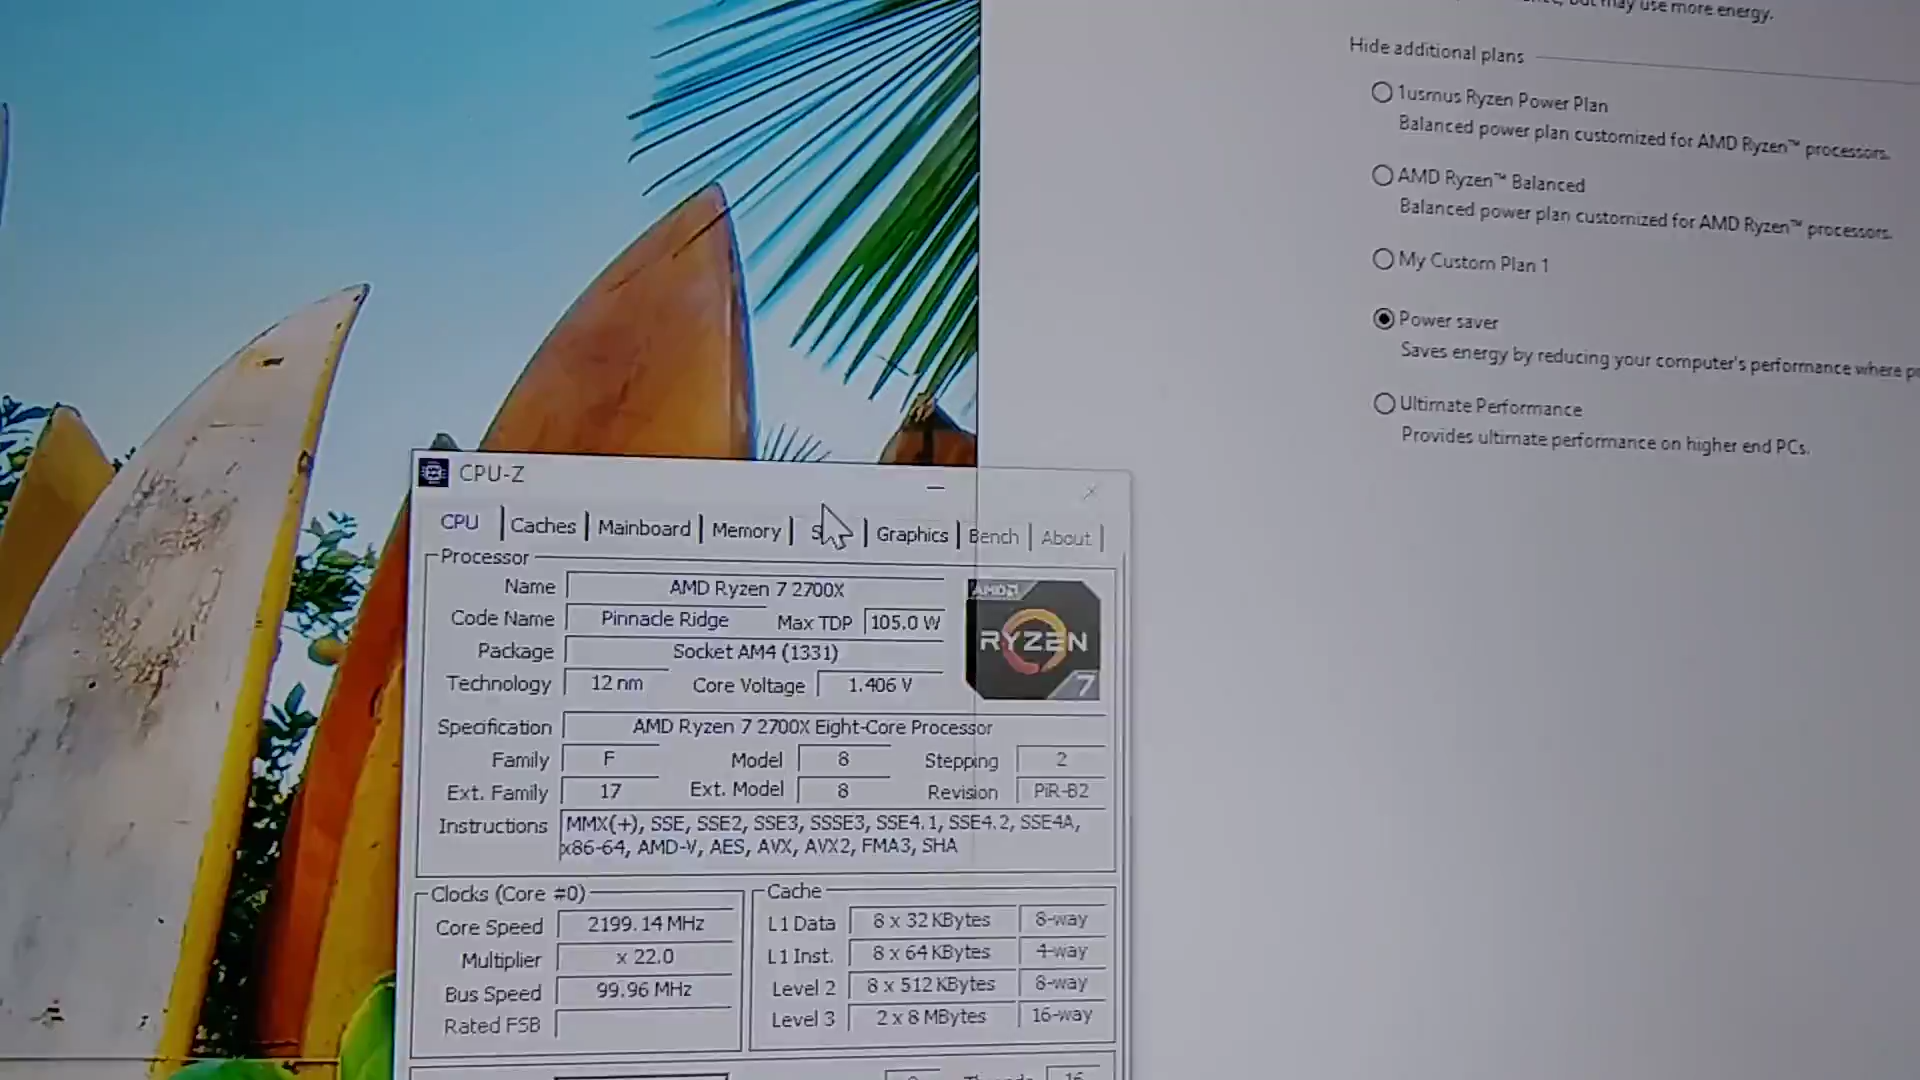 may use more energy.
Hide additional plans
1usmus Ryzen Power Plan
Balanced power plan customized for AMD Ryzen™ processors.
AMD Ryzen™ Balanced
Balanced power plan customized for AMD Ryzen™ processors.
My Custom Plan 1
Power saver
Saves energy by reducing your computer's performance where
Ultimate Performance
Provides ultimate performance on higher end PCs.
CPU-Z
CPU Caches Mainboard Memory Graphics Bench About
Processor
Name AMD Ryzen 7 2700X
Code Name Pinnacle Ridge Max TDP 105.0 W
Package Socket AM4 (1331)
Technology 12 nm Core Voltage 1.406 V
AMD
RYZEN
7
Specification AMD Ryzen 7 2700X Eight-Core Processor
Family F Model 8 Stepping 2
Ext. Family 17 Ext. Model 8 Revision PiR-B2
Instructions MMX(+), SSE, SSE2, SSE3, SSSE3, SSE4.1, SSE4.2, SSE4A,
x86-64, AMD-V, AES, AVX, AVX2, FMA3, SHA
Clocks (Core #0)
Core Speed 2199.14 MHz
Multiplier x 22.0
Bus Speed 99.96 MHz
Rated FSB
Cache
L1 Data 8 x 32 KBytes 8-way
L1 Inst. 8 x 64 KBytes 4-way
Level 2 8 x 512 KBytes 8-way
Level 3 2 x 8 MBytes 16-way